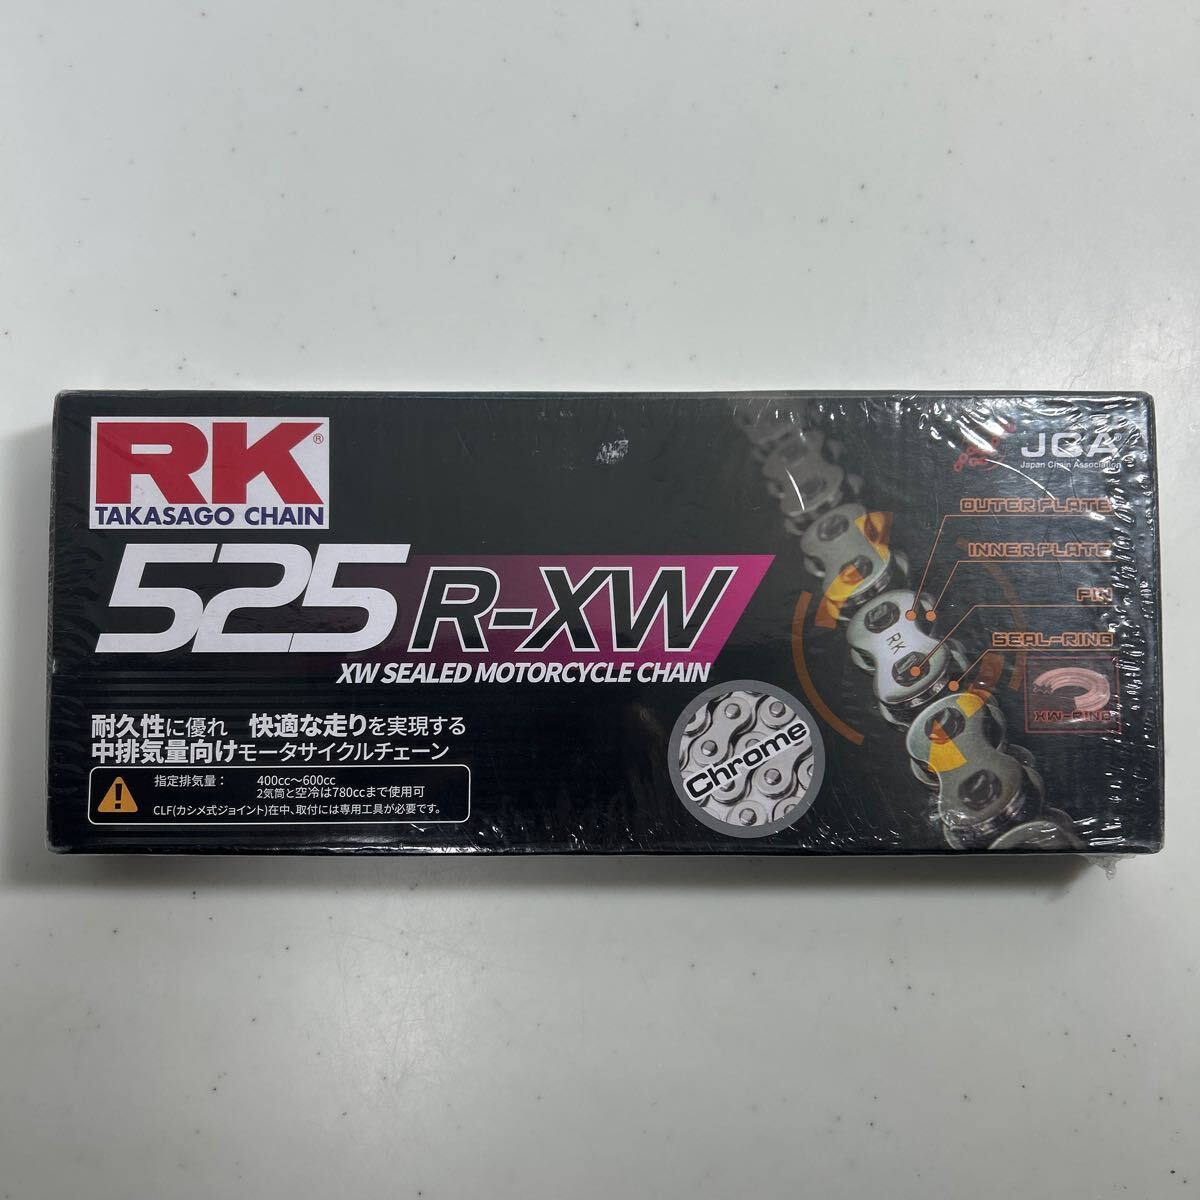 RK®
TAKASAGO CHAIN
525 R-XW
XW SEALED MOTORCYCLE CHAIN
耐久性に優れ 快適な走りを実現する
中排気量向けモータサイクルチェーン
指定排気量： 400cc〜600cc
2気筒と空冷は780ccまで使用可
CLF(カシメ式ジョイント)在中、取付には専用工具が必要です。
Chrome
JCA
Japan Chain Association
OUTER PLATE
INNER PLATE
PIN
SEAL-RING
XW-RING
RK